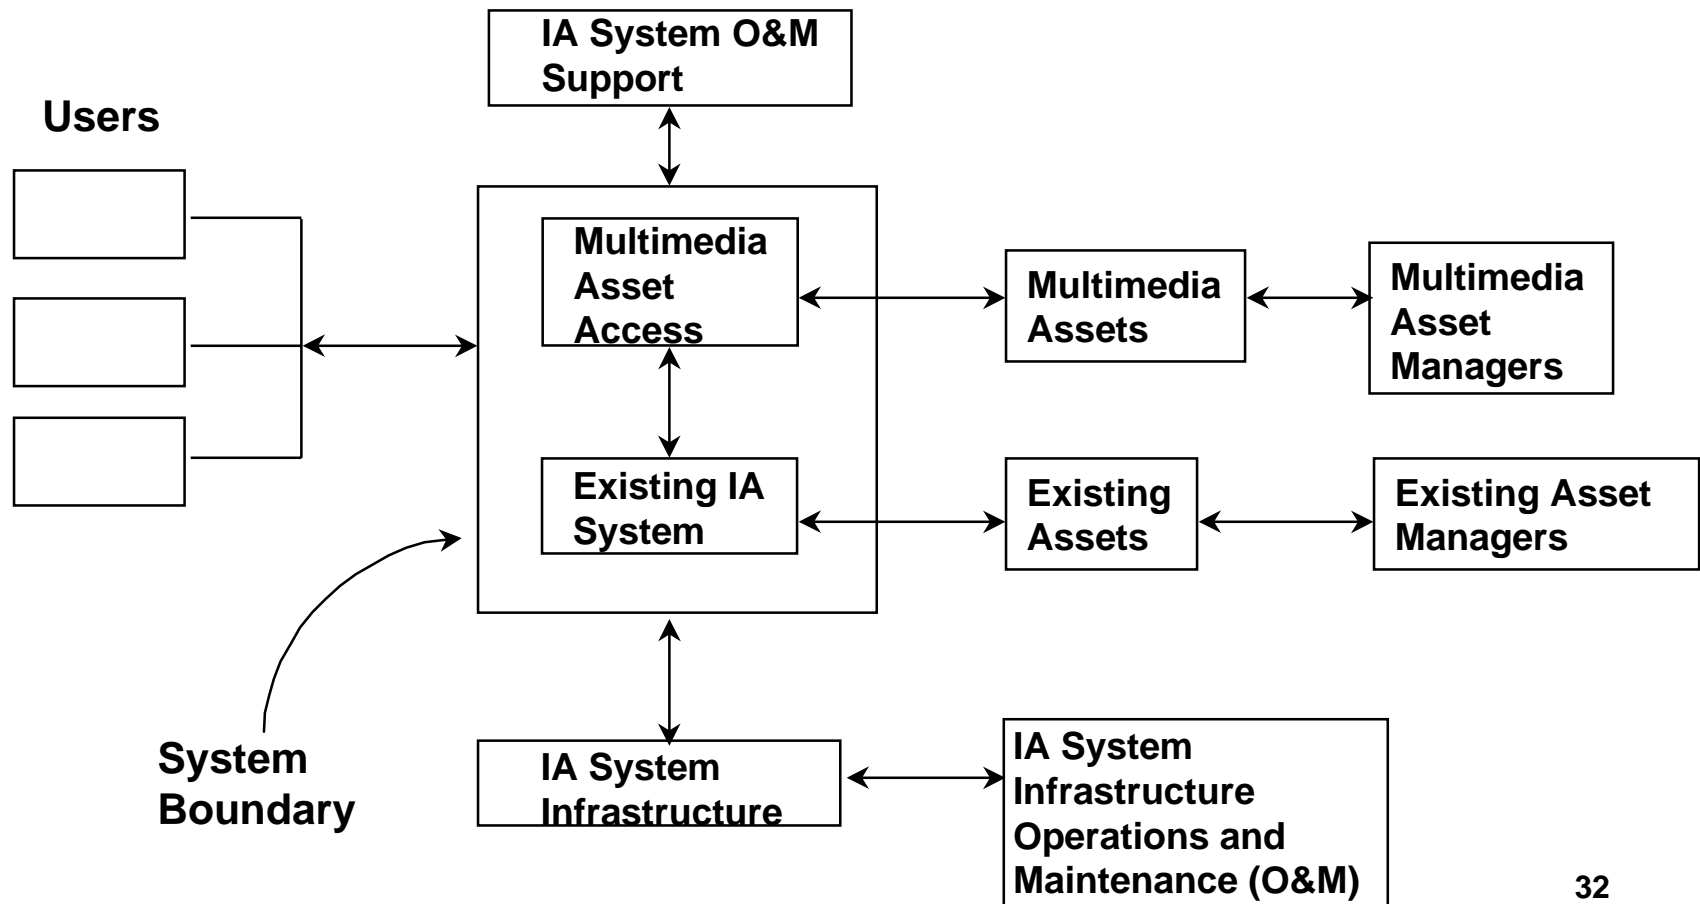 IA System O&M
Support
Users
Multimedia
Asset
Access
Multimedia
Assets
Multimedia
Asset
Managers
Existing IA
System
Existing
Assets
Existing Asset
Managers
System
Boundary
IA System
Infrastructure
IA System
Infrastructure
Operations and
Maintenance (O&M)
32